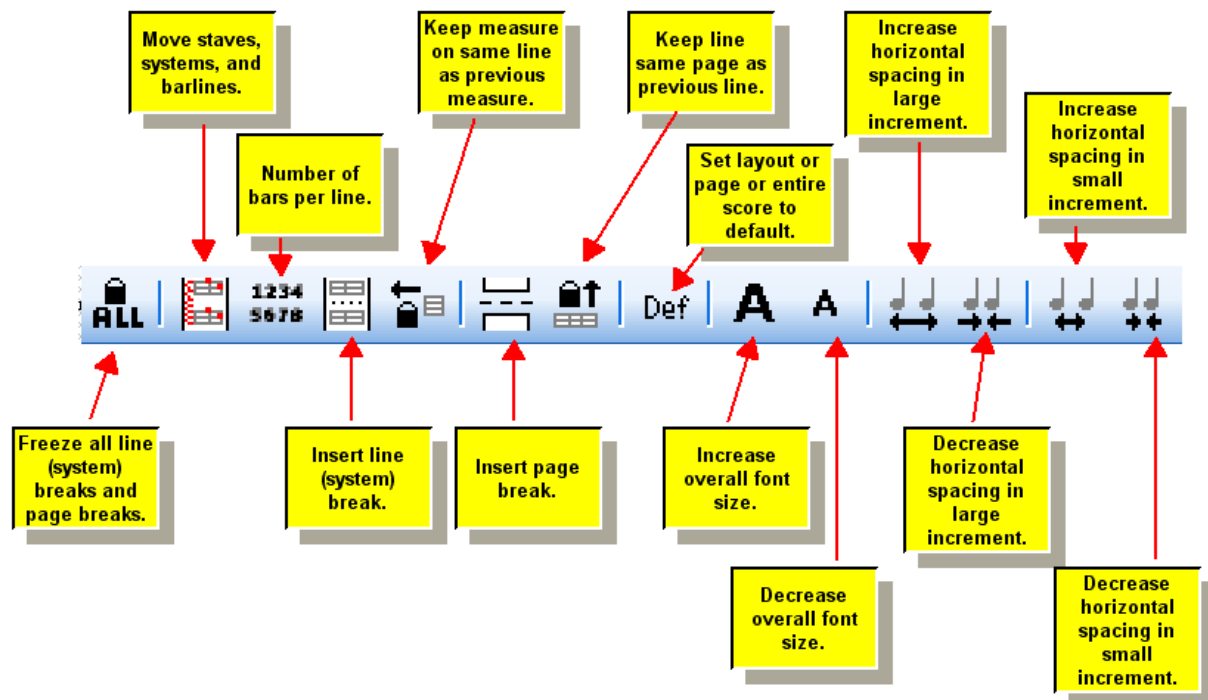 Move staves,
systems, and
barlines.
Keep measure
on same line
as previous
measure.
Keep line
same page as
previous line.
Increase
horizontal
spacing in
large
increment.
Increase
horizontal
spacing in
small
increment.
Number of
bars per line.
Set layout or
page or entire
score to
default.
ALL
1234
5678
Def
A
A
Freeze all line
(system)
breaks and
page breaks.
Insert line
(system)
break.
Insert page
break.
Increase
overall font
size.
Decrease
horizontal
spacing in
large
increment.
Decrease
overall font
size.
Decrease
horizontal
spacing in
small
increment.